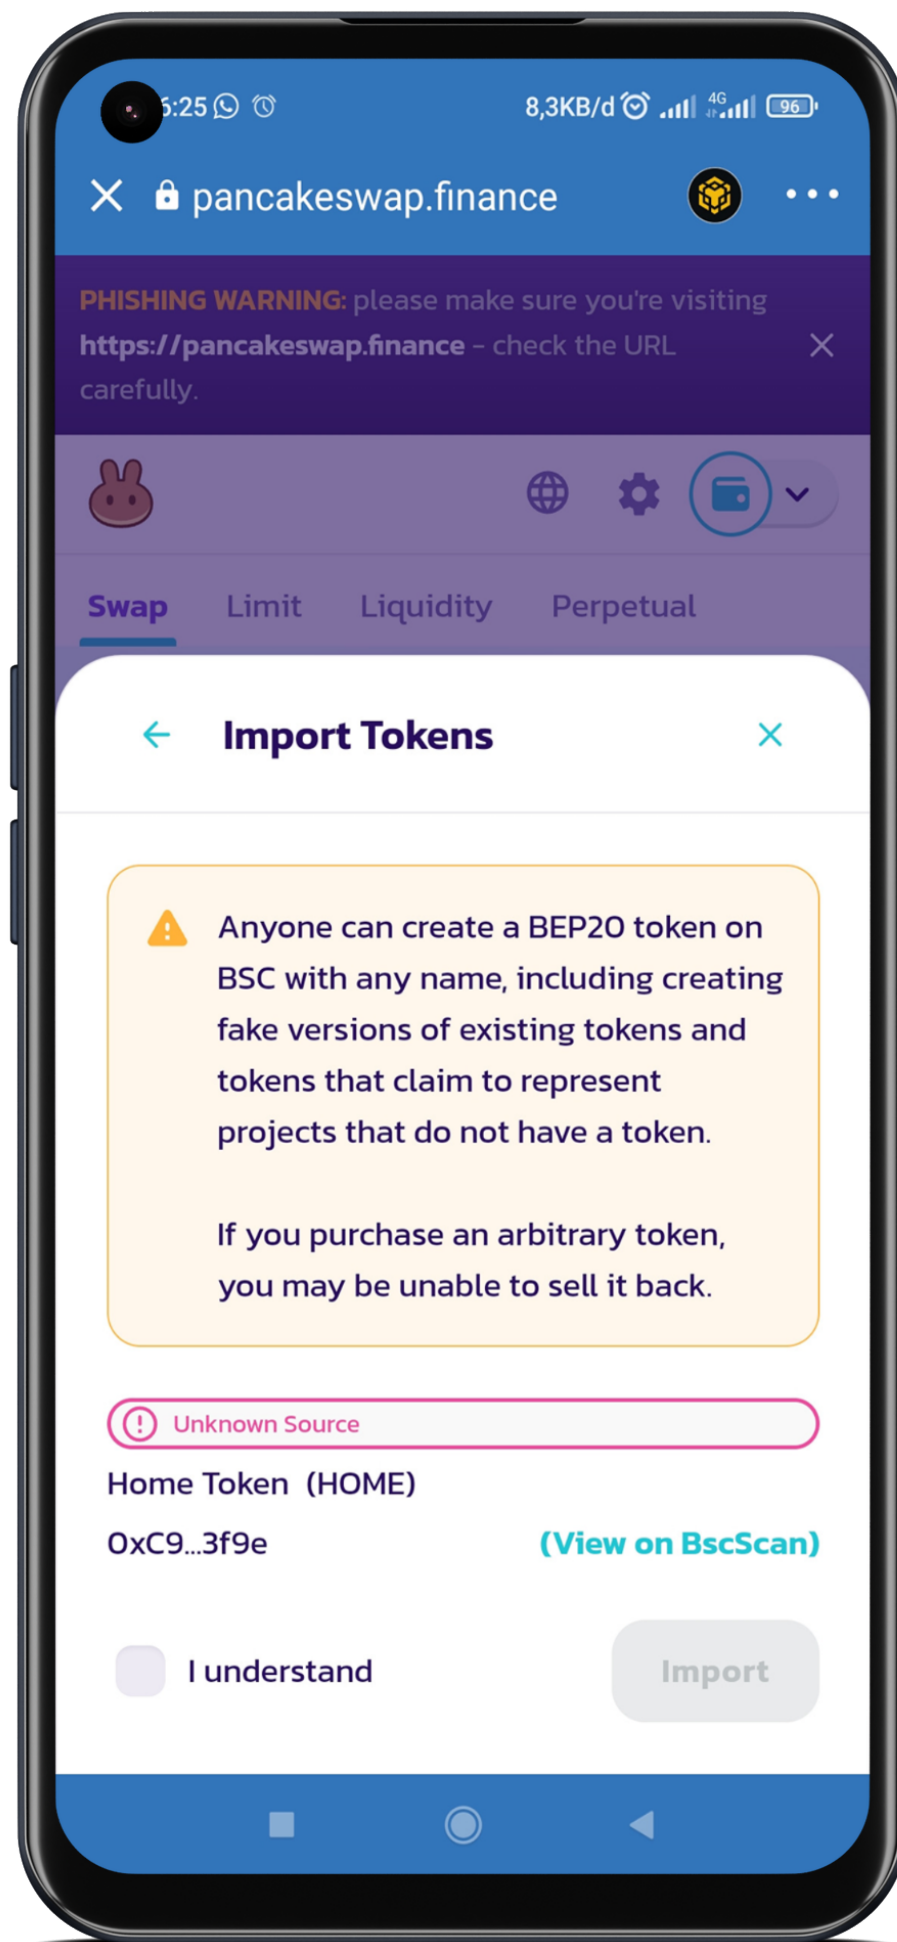 6:25
8,3KB/d 4G 96
pancakeswap.finance
PHISHING WARNING: please make sure you're visiting
https://pancakeswap.finance - check the URL
carefully.
Swap Limit Liquidity Perpetual
Import Tokens
Anyone can create a BEP20 token on
BSC with any name, including creating
fake versions of existing tokens and
tokens that claim to represent
projects that do not have a token.
If you purchase an arbitrary token,
you may be unable to sell it back.
Unknown Source
Home Token (HOME)
0xC9...3f9e (View on BscScan)
I understand Import